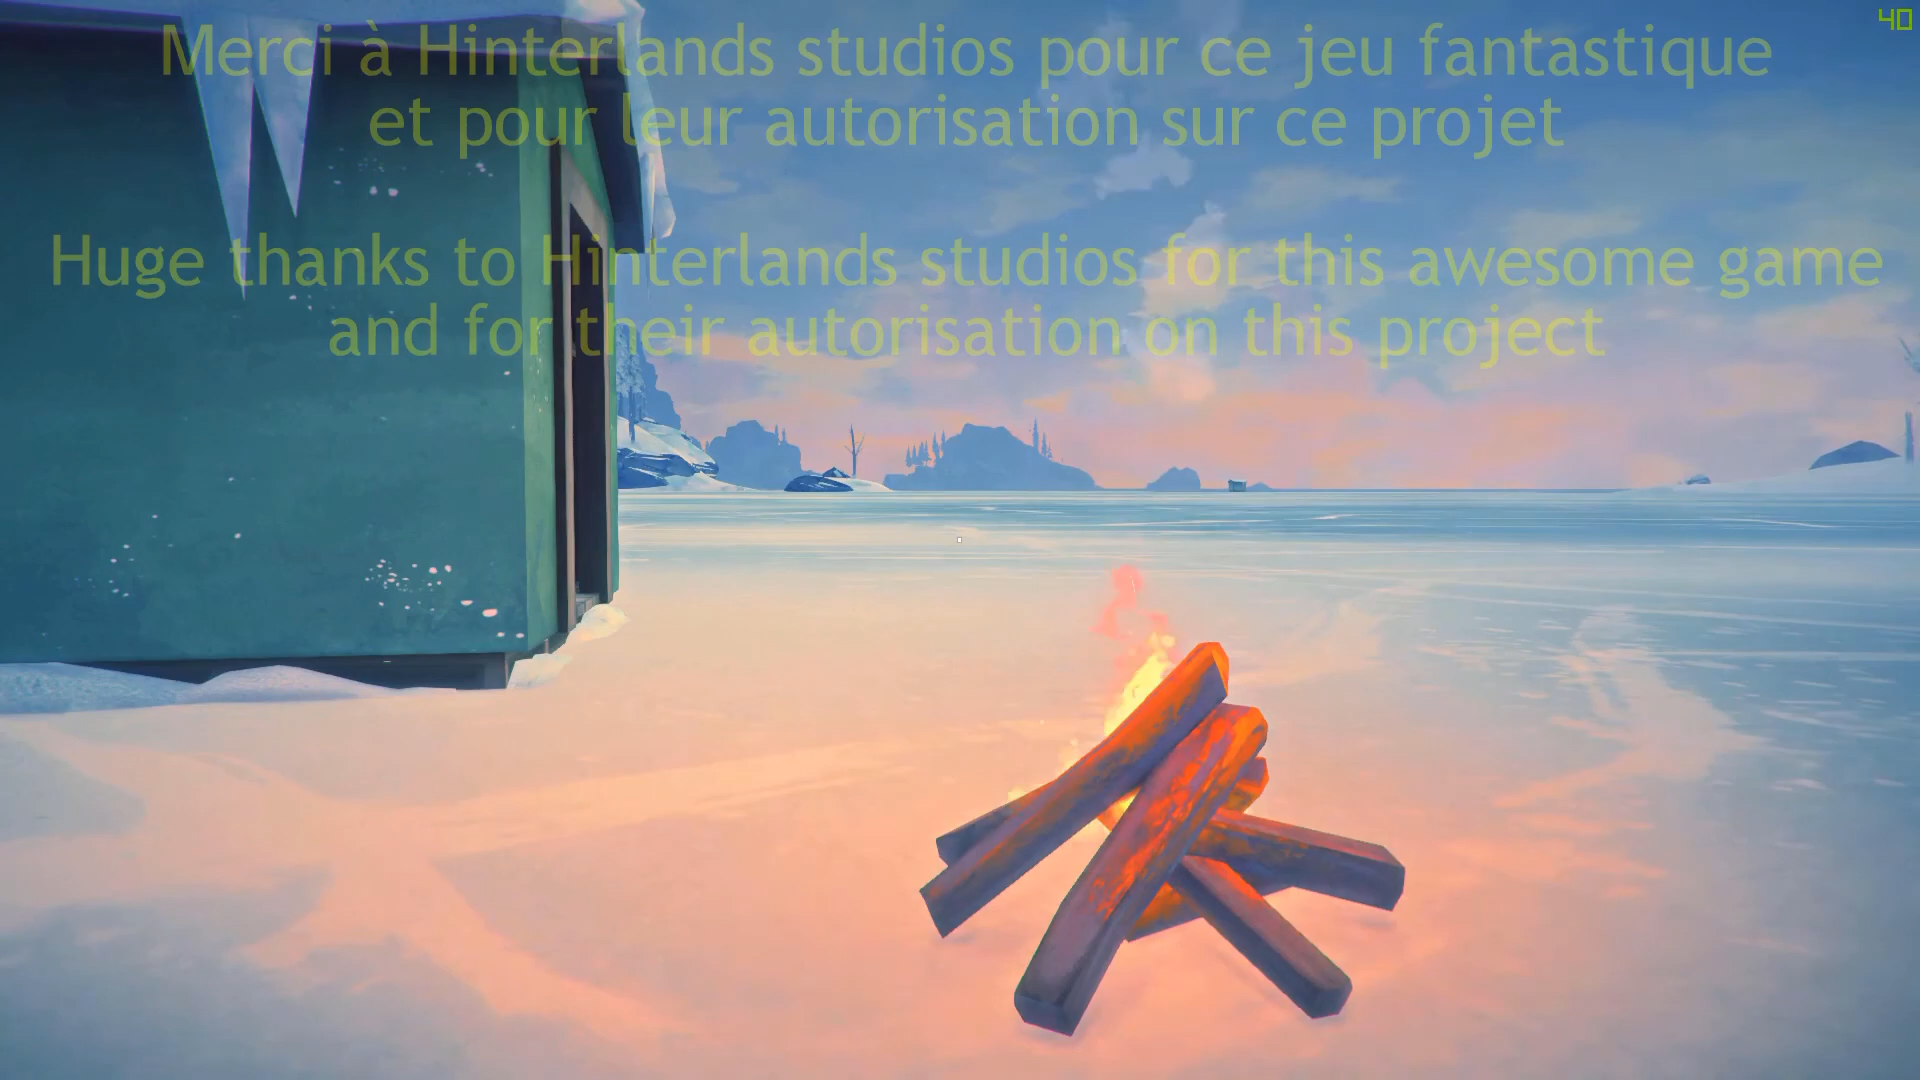 40
Merci à Hinterlands studios pour ce jeu fantastique
et pour leur autorisation sur ce projet
Huge thanks to Hinterlands studios for this awesome game
and for their autorisation on this project